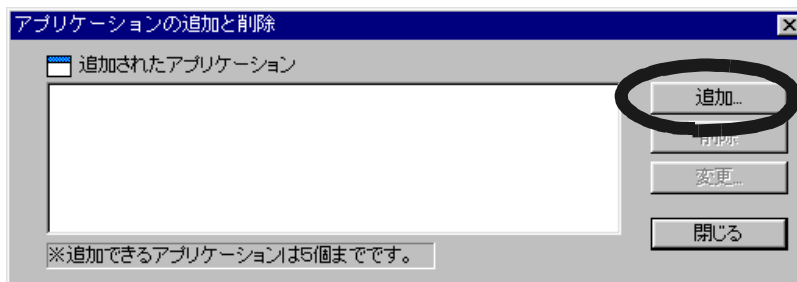 アプリケーションの追加と削除
追加されたアプリケーション
追加...
削除
変更...
閉じる
※追加できるアプリケーションは5個までです。